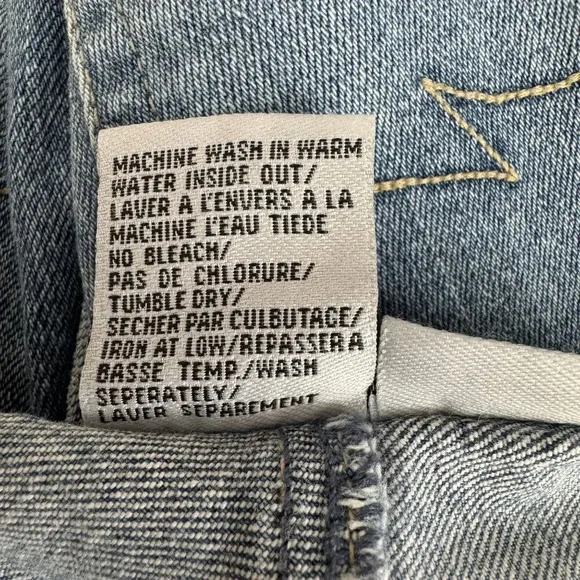 MACHINE WASH IN WARM
WATER INSIDE OUT/
LAVER A L'ENVERS A LA
MACHINE L'EAU TIEDE
NO BLEACH/
PAS DE CHLORURE/
TUMBLE DRY/
SECHER PAR CULBUTAGE/
IRON AT LOW/REPASSER A
BASSE TEMP./WASH
SEPERATELY/
LAVER SEPAREMENT